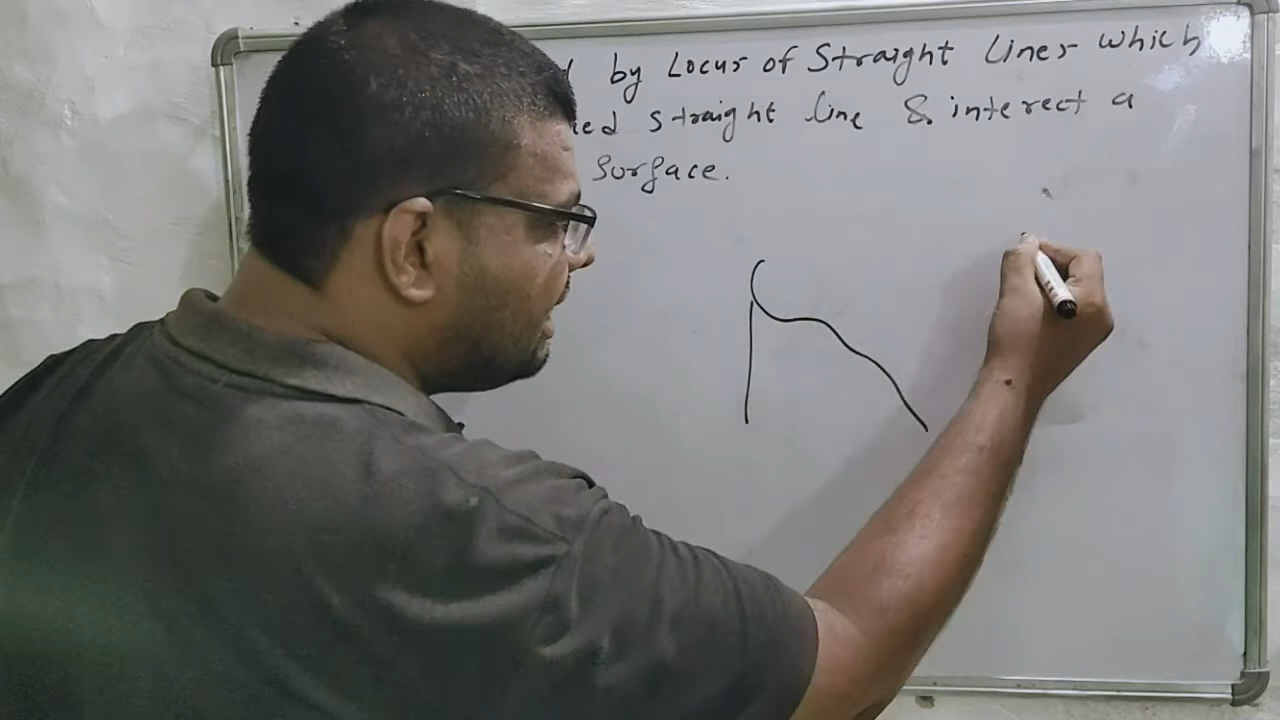 by Locus of Straight Lines which
straight line & interect a
Surface.